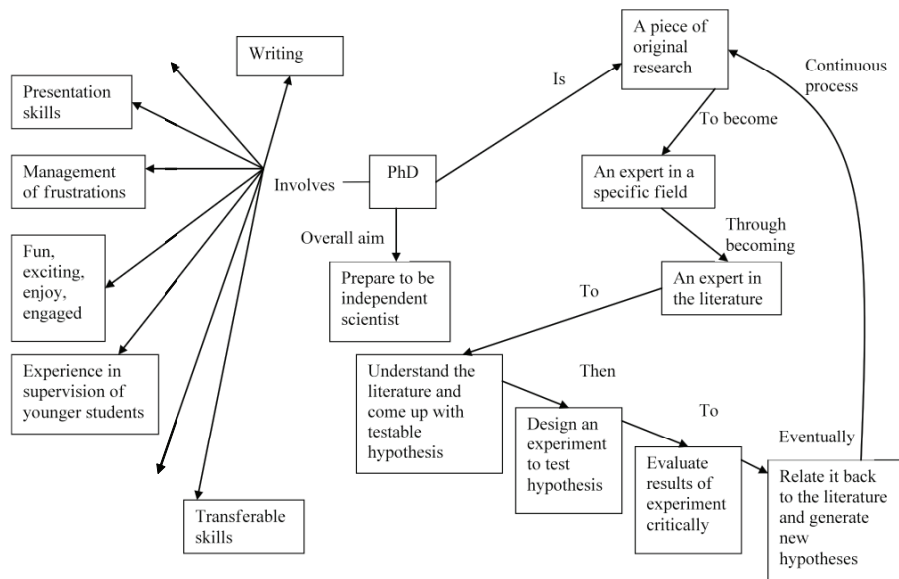 Writing
Presentation
skills
Management
of frustrations
Fun,
exciting,
enjoy,
engaged
Experience in
supervision of
younger students
Transferable
skills
Involves
PhD
Overall aim
Prepare to be
independent
scientist
Is
A piece of
original
research
To become
An expert in a
specific field
Through
becoming
An expert in
the literature
To
Understand the
literature and
come up with
testable
hypothesis
Then
Design an
experiment
to test
hypothesis
To
Evaluate
results of
experiment
critically
Eventually
Relate it back
to the literature
and generate
new
hypotheses
Continuous
process